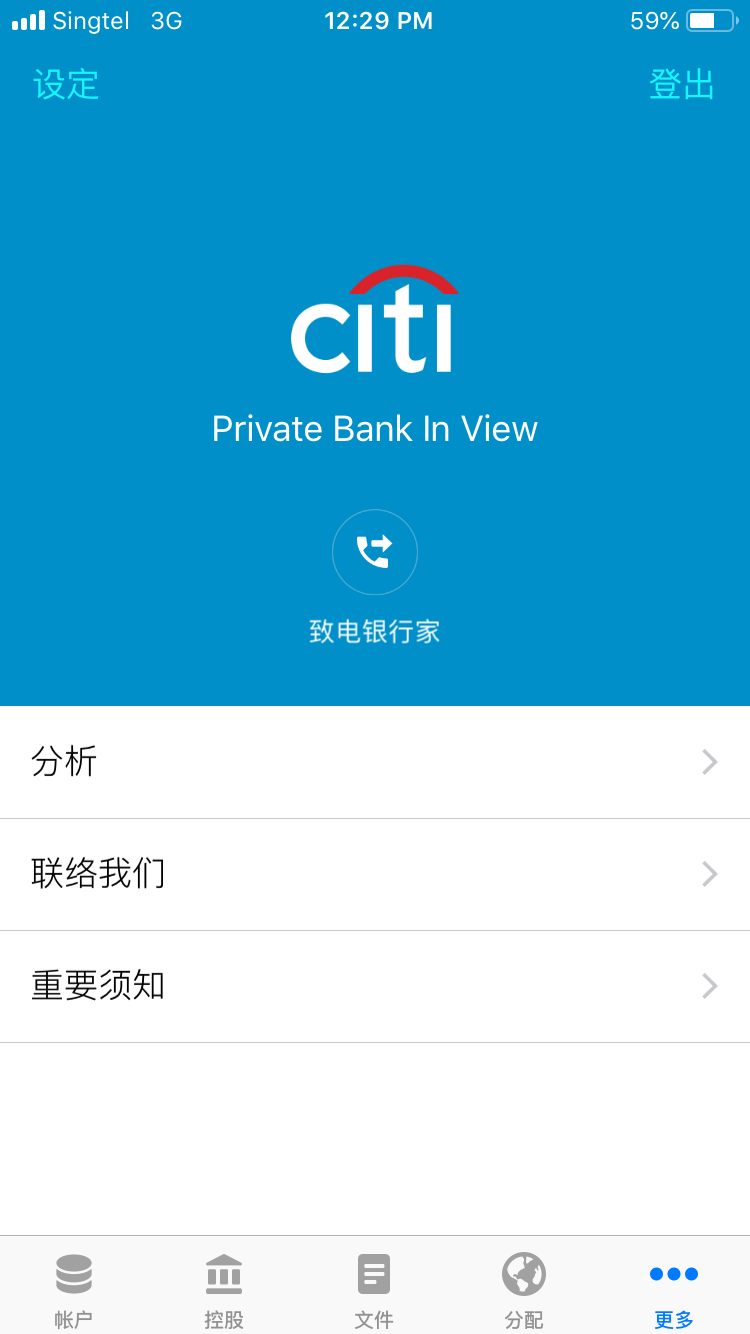 Singtel 3G 12:29 PM 59%
设定 登出
citi
Private Bank In View
致电银行家
分析
联络我们
重要须知
帐户 控股 文件 分配 更多